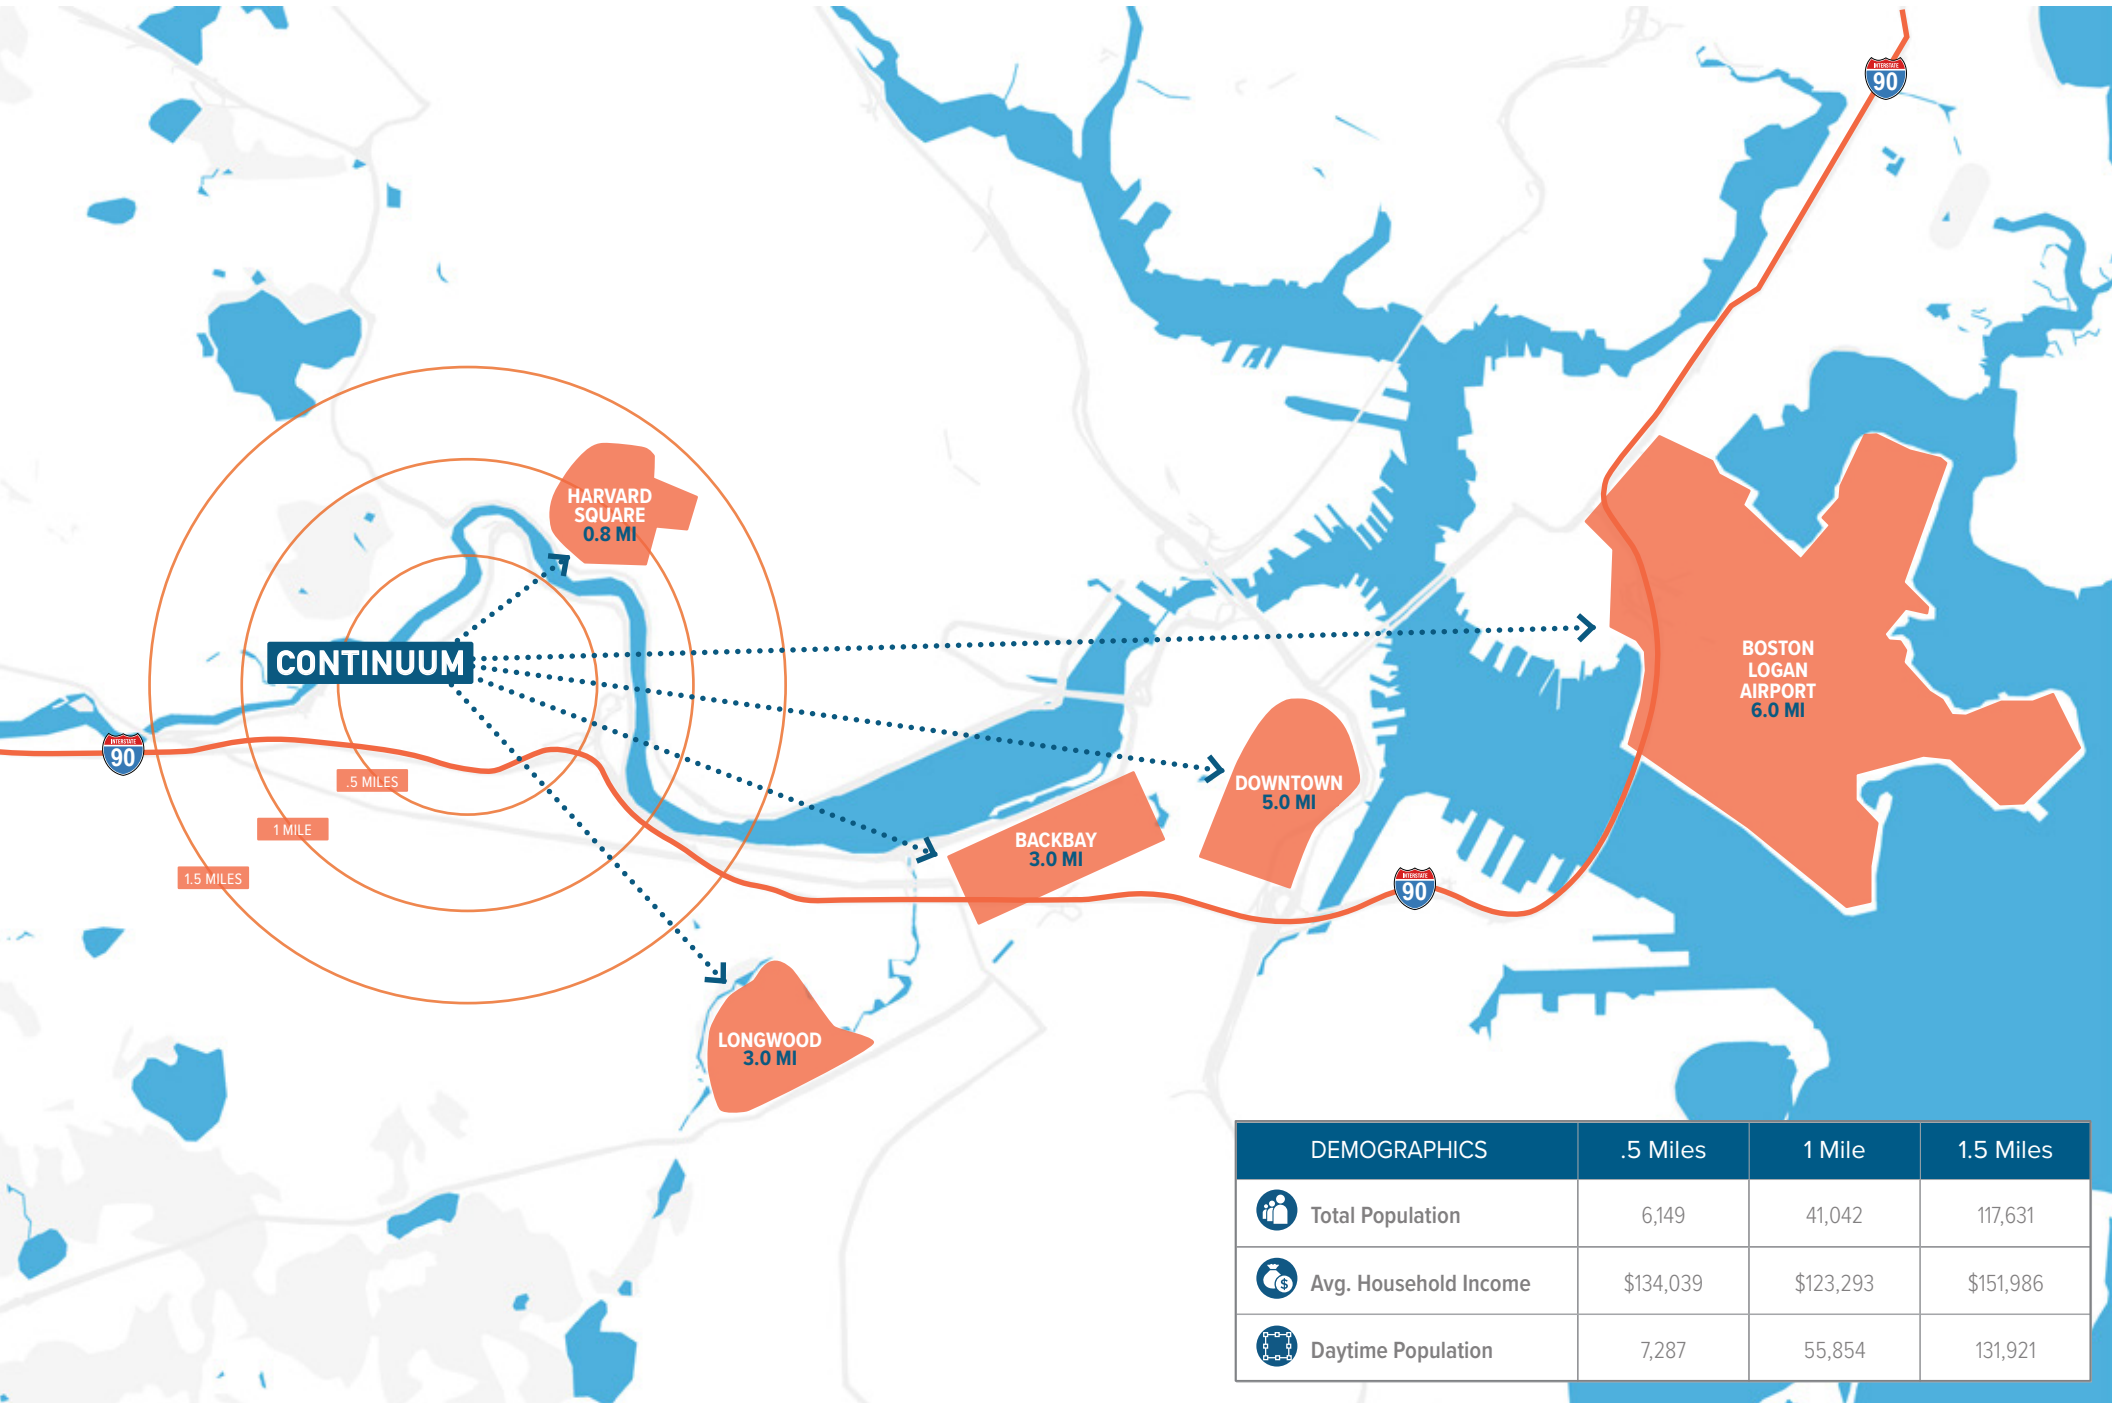 INTERSTATE
90
HARVARD
SQUARE
0.8 MI
CONTINUUM
BOSTON
LOGAN
AIRPORT
6.0 MI
INTERSTATE
90
.5 MILES
DOWNTOWN
5.0 MI
1 MILE
BACKBAY
3.0 MI
1.5 MILES
INTERSTATE
90
LONGWOOD
3.0 MI
DEMOGRAPHICS .5 Miles 1 Mile 1.5 Miles
Total Population 6,149 41,042 117,631
$
Avg. Household Income $134,039 $123,293 $151,986
Daytime Population 7,287 55,854 131,921